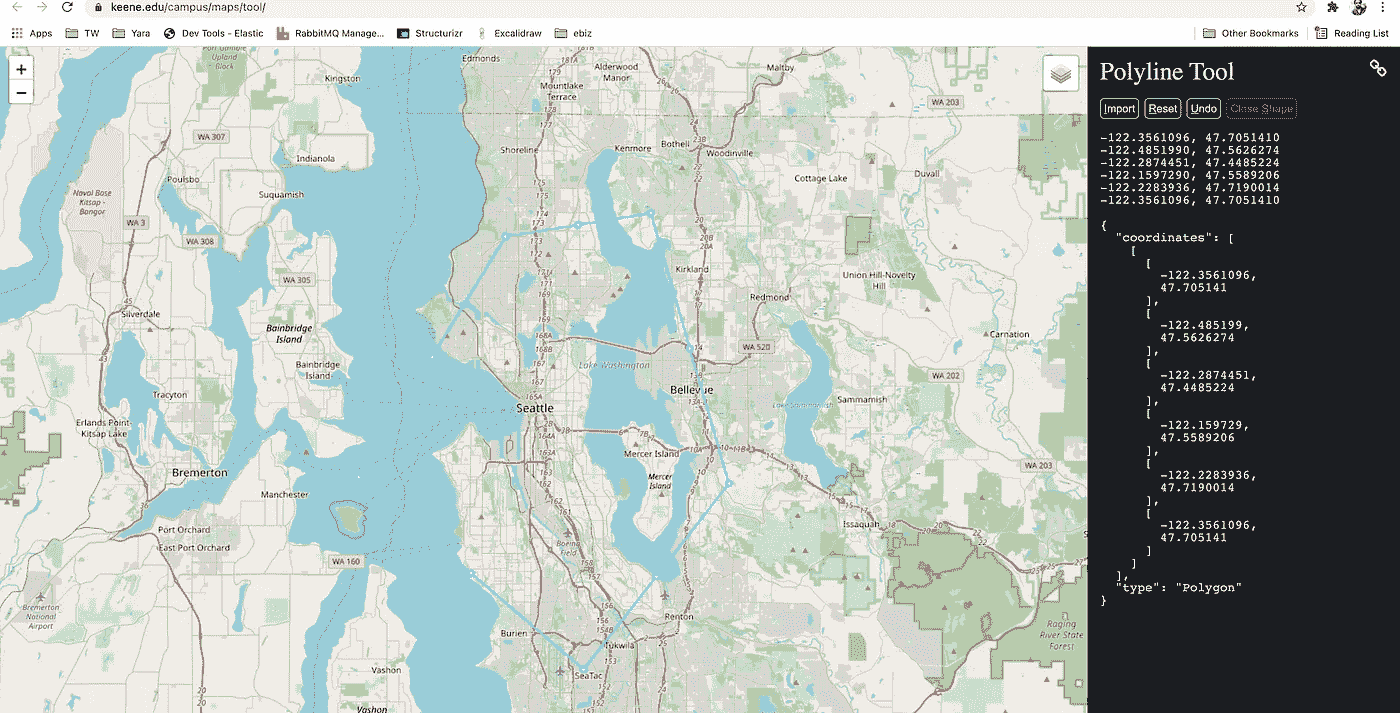 keene.edu/campus/maps/tool/
Apps TW Yara Dev Tools - Elastic RabbitMQ Manage... Structurizr Excalidraw ebiz Other Bookmarks Reading List
+
−
Polyline Tool
Import Reset Undo Close Shape
-122.3561096, 47.7051410
-122.4851990, 47.5626274
-122.2874451, 47.4485224
-122.1597290, 47.5589206
-122.2283936, 47.7190014
-122.3561096, 47.7051410
{
"coordinates": [
[
[
-122.3561096,
47.705141
],
[
-122.485199,
47.5626274
],
[
-122.2874451,
47.4485224
],
[
-122.159729,
47.5589206
],
[
-122.2283936,
47.7190014
],
[
-122.3561096,
47.705141
]
]
],
"type": "Polygon"
}
Edmonds
Alderwood
Manor
Maltby
Kingston
Mountlake
Terrace
WA 203
WA 307
Shoreline
Kenmore
Bothell
Woodinville
Indianola
Poulsbo
Cottage Lake
Duvall
Suquamish
Naval Base
Kitsap -
Bangor
WA 3
WA 308
Kirkland
Union Hill-Novelty
Hill
WA 305
Redmond
Silverdale
Bainbridge
Island
Carnation
WA 520
Bainbridge
Island
Lake Washington
WA 202
Bellevue
Tracyton
Lake Sammamish
Sammamish
Seattle
Erlands Point-
Kitsap Lake
Mercer Island
WA 203
Bremerton
Mercer
Island
Manchester
Issaquah
Port Orchard
East Port Orchard
Boeing
Field
WA 160
Bremerton
National
Airport
Renton
Burien
Tukwila
Raging
River State
Forest
Vashon
SeaTac
Vashon